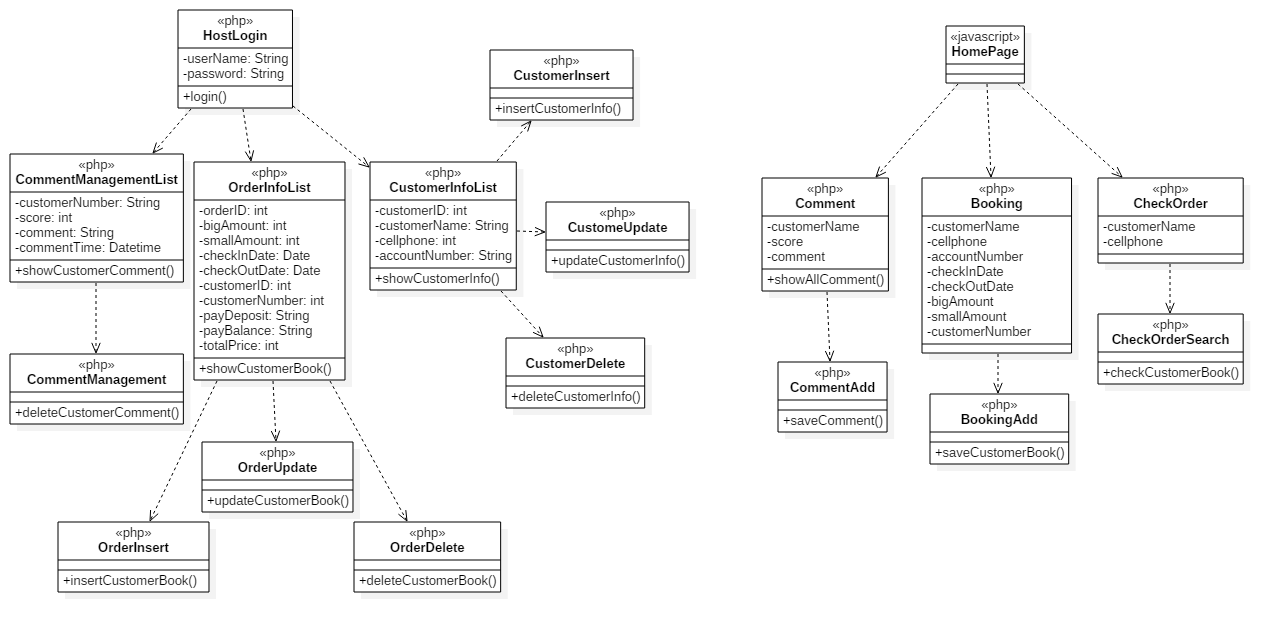 «php»
HostLogin
-userName: String
-password: String
+login()
«php»
CustomerInsert
+insertCustomerInfo()
«php»
CommentManagementList
-customerNumber: String
-score: int
-comment: String
-commentTime: Datetime
+showCustomerComment()
«php»
OrderInfoList
-orderID: int
-bigAmount: int
-smallAmount: int
-checkInDate: Date
-checkOutDate: Date
-customerID: int
-customerNumber: int
-payDeposit: String
-payBalance: String
-totalPrice: int
+showCustomerBook()
«php»
CustomerInfoList
-customerID: int
-customerName: String
-cellphone: int
-accountNumber: String
+showCustomerInfo()
«php»
CustomeUpdate
+updateCustomerInfo()
«php»
CustomerDelete
+deleteCustomerInfo()
«php»
CommentManagement
+deleteCustomerComment()
«php»
OrderUpdate
+updateCustomerBook()
«php»
OrderInsert
+insertCustomerBook()
«php»
OrderDelete
+deleteCustomerBook()
«javascript»
HomePage
«php»
Comment
-customerName
-score
-comment
+showAllComment()
«php»
Booking
-customerName
-cellphone
-accountNumber
-checkInDate
-checkOutDate
-bigAmount
-smallAmount
-customerNumber
«php»
CheckOrder
-customerName
-cellphone
«php»
CommentAdd
+saveComment()
«php»
BookingAdd
+saveCustomerBook()
«php»
CheckOrderSearch
+checkCustomerBook()